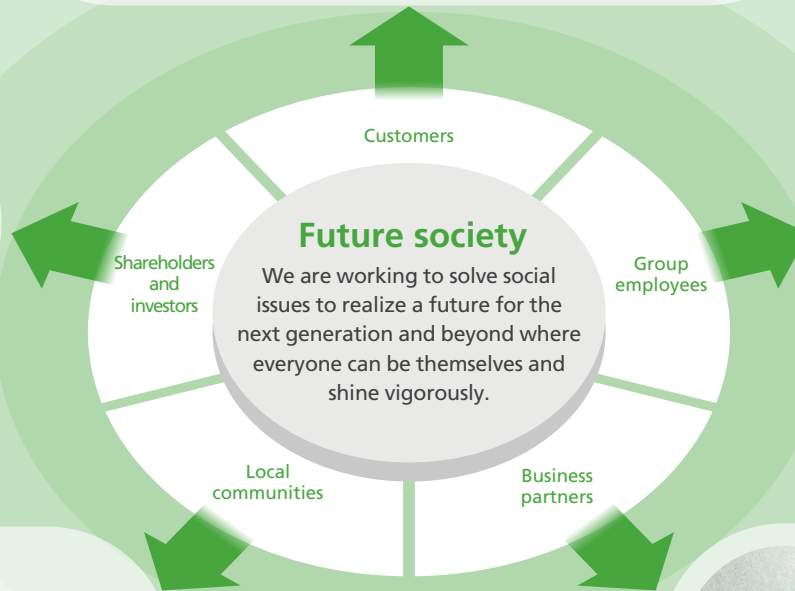 Customers
Future society
We are working to solve social
issues to realize a future for the
next generation and beyond where
everyone can be themselves and
shine vigorously.
Shareholders
and
investors
Group
employees
Local
communities
Business
partners